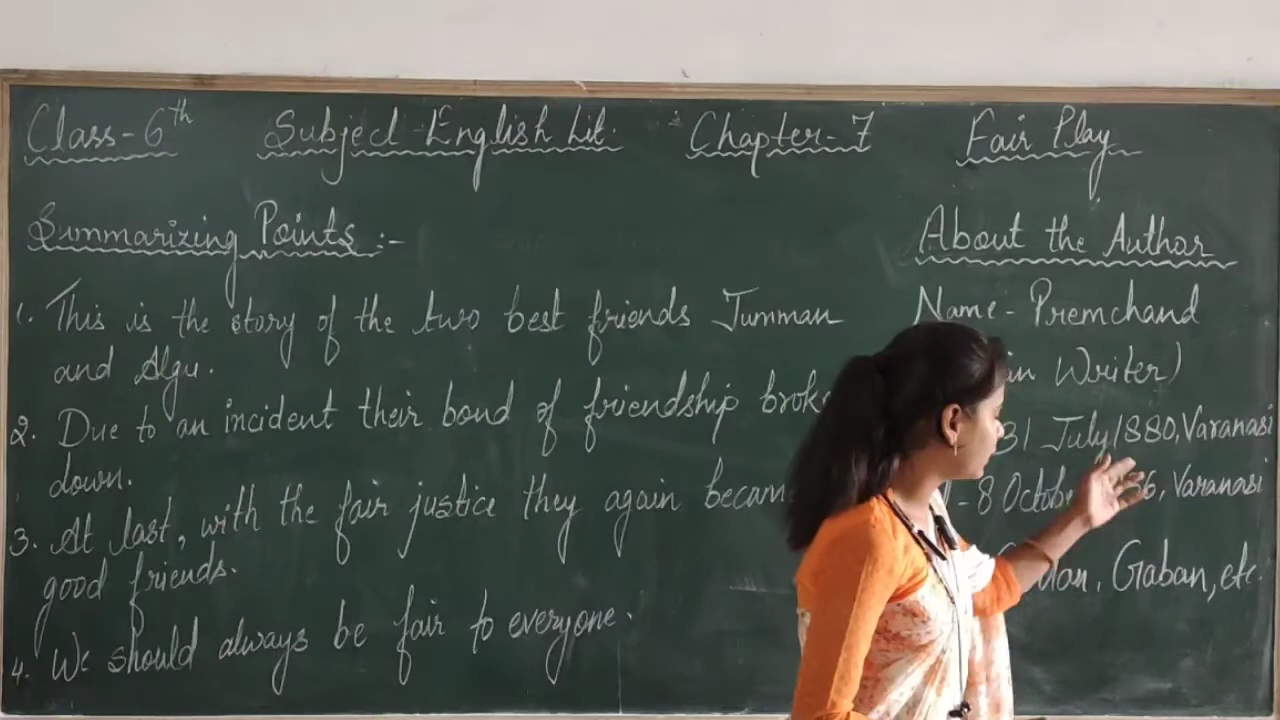 Class-6th Subject English Lit. Chapter-7 Fair Play
Summarizing Points:-
1. This is the story of the two best friends Jumman
and Algu.
2. Due to an incident their bond of friendship broke
down.
3. At last, with the fair justice they again became
good friends.
4. We should always be fair to everyone.
About the Author
Name- Premchand
Writer)
31 July 1880, Varanasi
- 8 October 6, Varanasi
Gaban, etc.